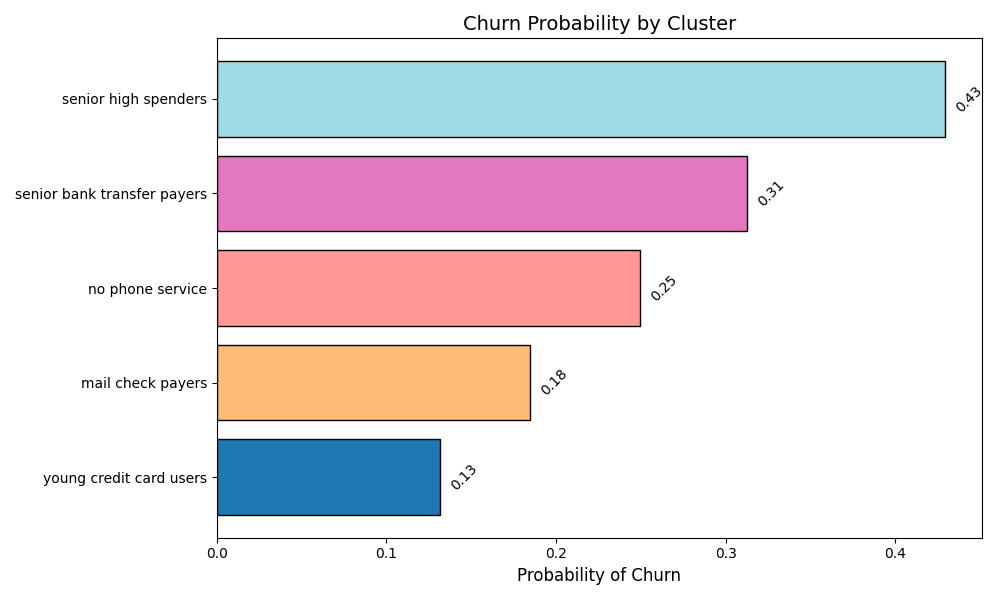 Churn Probability by Cluster
senior high spenders
0.43
senior bank transfer payers
0.31
no phone service
0.25
mail check payers
0.18
young credit card users
0.13
0.0
0.1
0.2
0.3
0.4
Probability of Churn